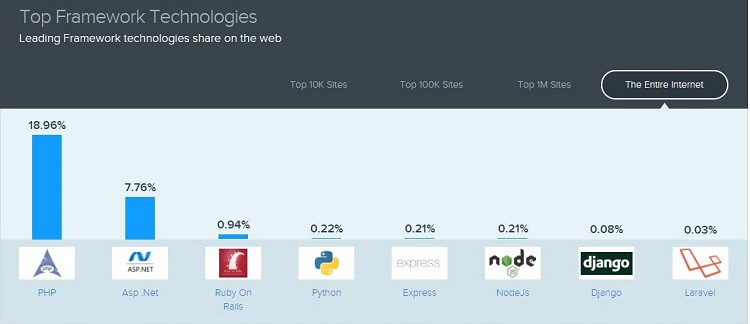 Top Framework Technologies
Leading Framework technologies share on the web
Top 10K Sites Top 100K Sites Top 1M Sites The Entire Internet
18.96% 7.76% 0.94% 0.22% 0.21% 0.21% 0.08% 0.03%
php ASP.NET express node JS django
PHP Asp .Net Ruby On Python Express NodeJs Django Laravel
Rails